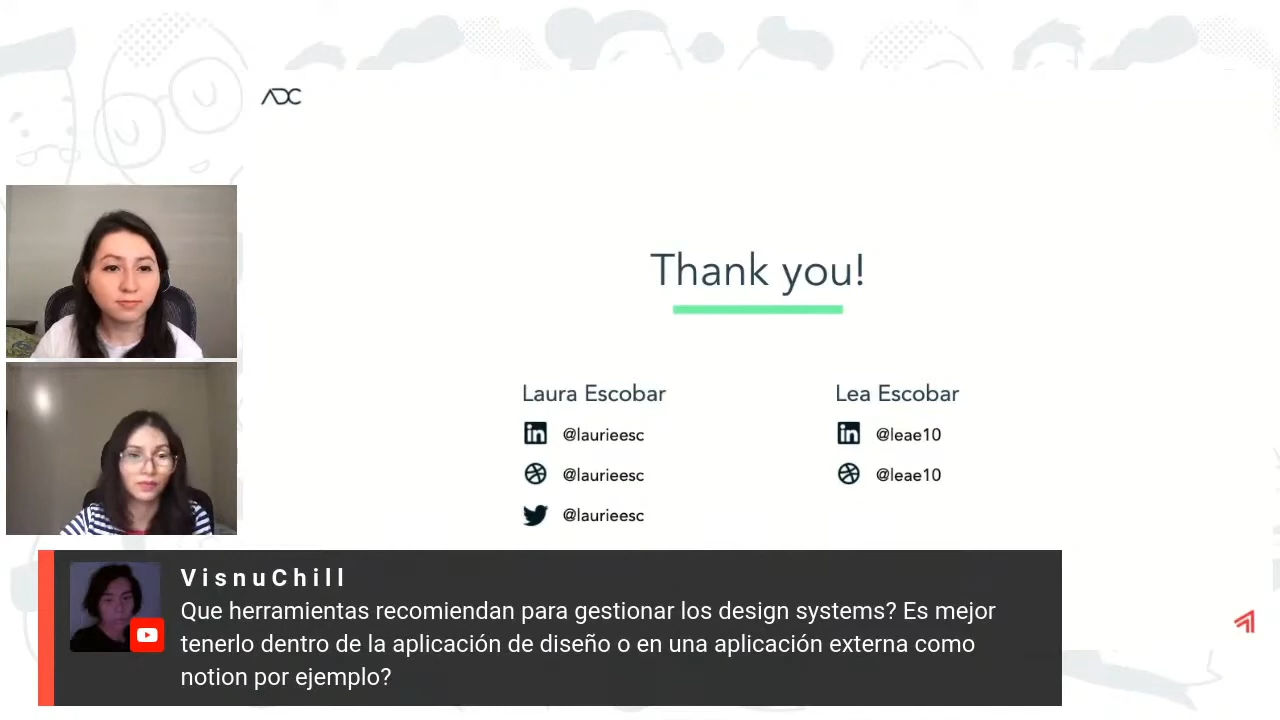 ADC
Thank you!
Laura Escobar
@laurieesc
@laurieesc
@laurieesc
Lea Escobar
@leae10
@leae10
VisnuChill
Que herramientas recomiendan para gestionar los design systems? Es mejor
tenerlo dentro de la aplicación de diseño o en una aplicación externa como
notion por ejemplo?